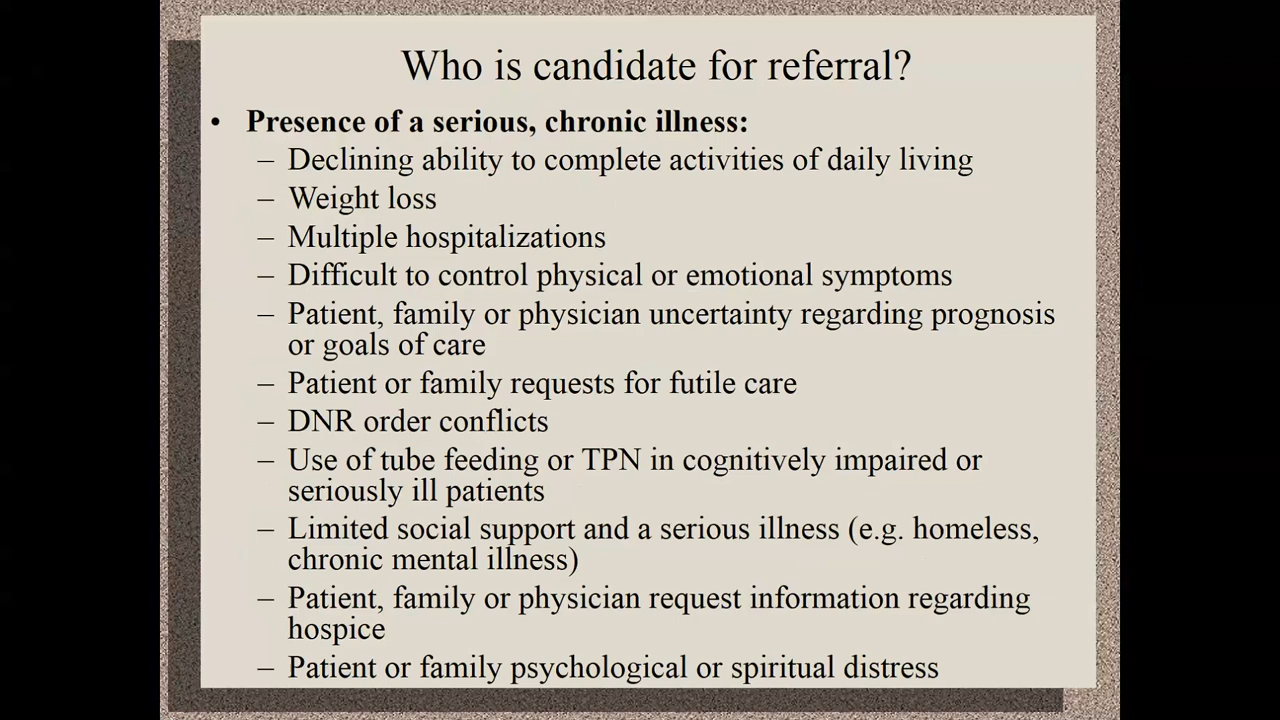 Who is candidate for referral?
• Presence of a serious, chronic illness:
– Declining ability to complete activities of daily living
– Weight loss
– Multiple hospitalizations
– Difficult to control physical or emotional symptoms
– Patient, family or physician uncertainty regarding prognosis
or goals of care
– Patient or family requests for futile care
– DNR order conflicts
– Use of tube feeding or TPN in cognitively impaired or
seriously ill patients
– Limited social support and a serious illness (e.g. homeless,
chronic mental illness)
– Patient, family or physician request information regarding
hospice
– Patient or family psychological or spiritual distress